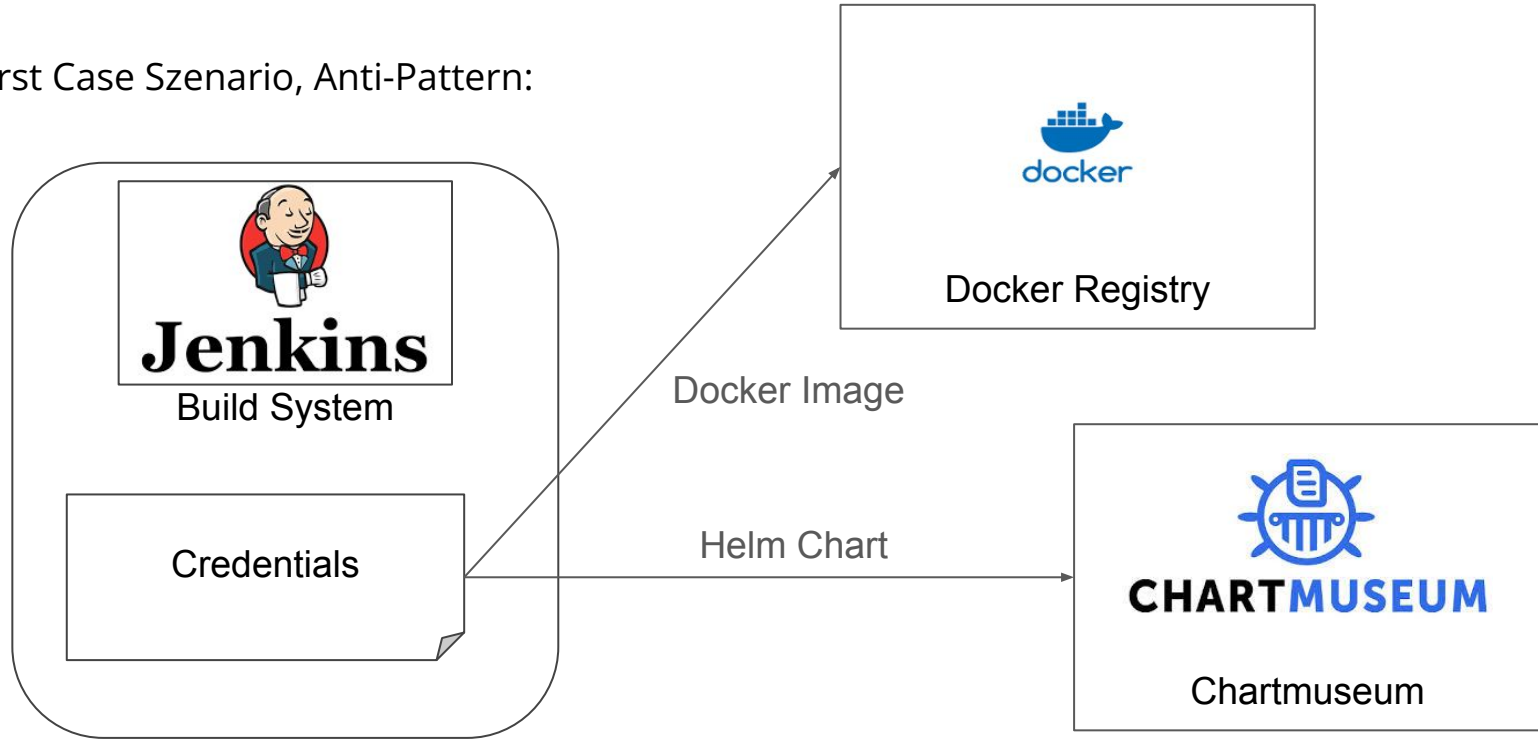 rst Case Szenario, Anti-Pattern:
docker
Docker Registry
Jenkins
Build System
Docker Image
Credentials
Helm Chart
CHARTMUSEUM
Chartmuseum